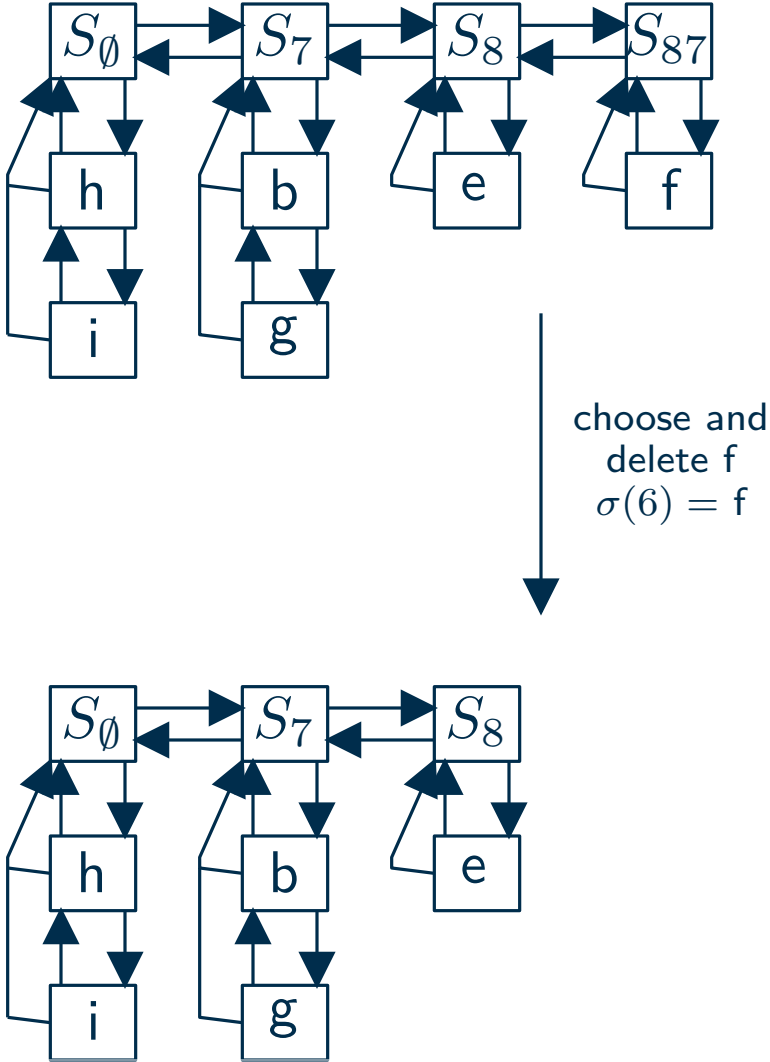 S∅ S7 S8 S87
h b e f
i g
choose and
delete f
σ(6) = f
S∅ S7 S8
h b e
i g